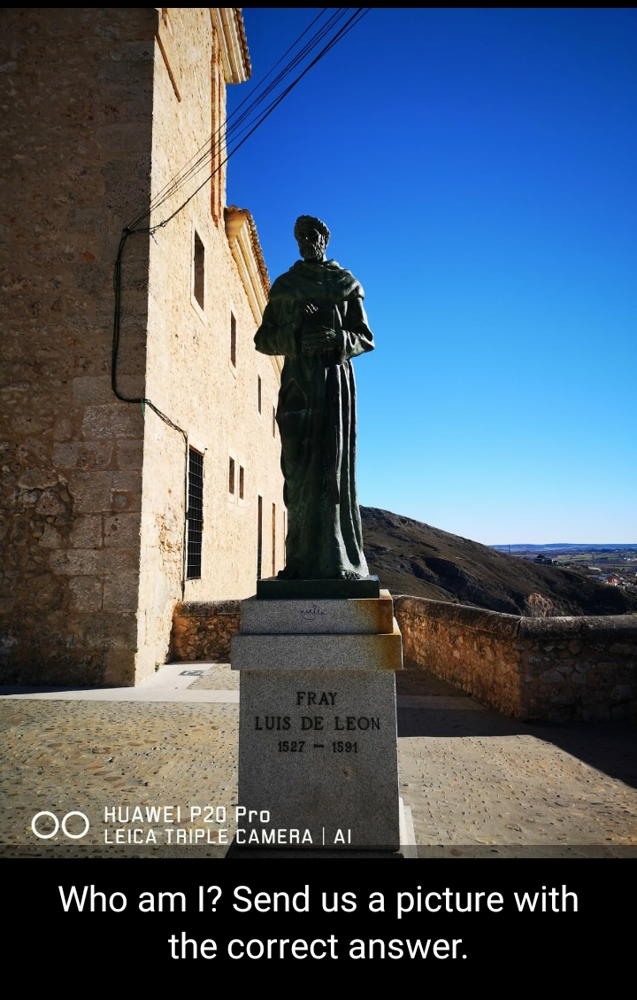 FRAY
LUIS DE LEON
1527 - 1591
HUAWEI P20 Pro
LEICA TRIPLE CAMERA | AI
Who am I? Send us a picture with
the correct answer.